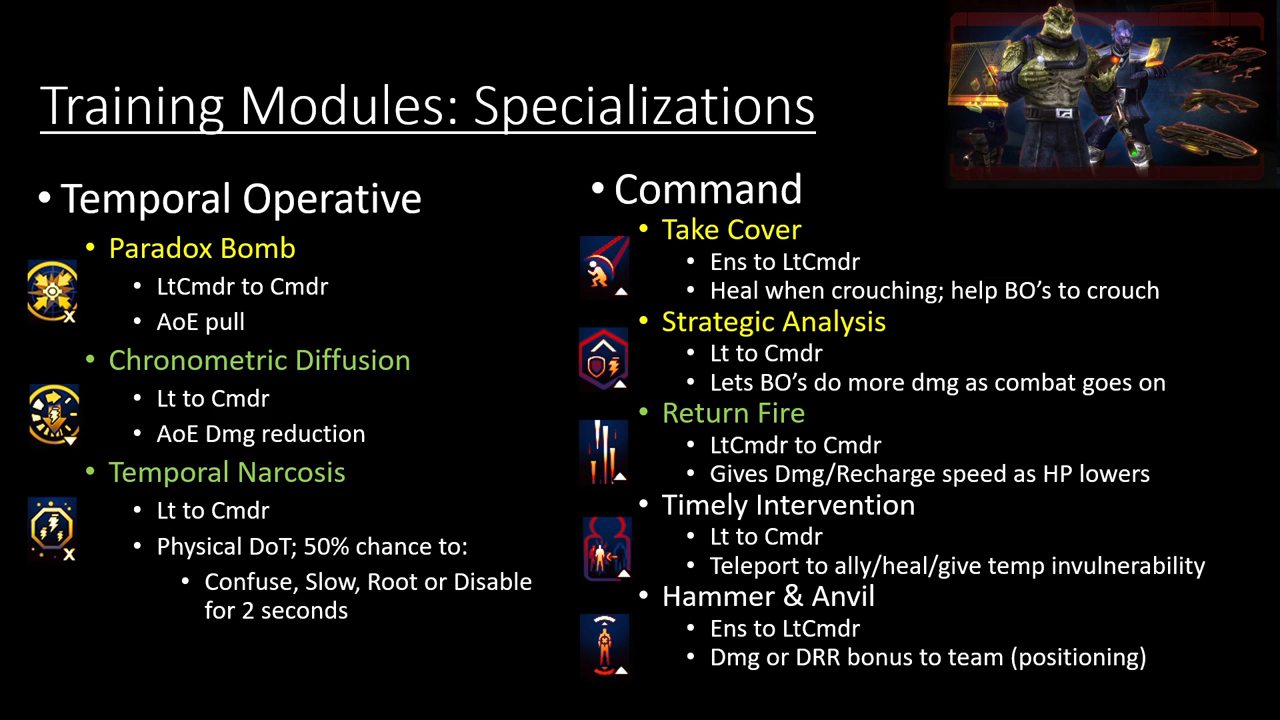 Training Modules: Specializations
• Temporal Operative
• Paradox Bomb
• LtCmdr to Cmdr
• AoE pull
• Chronometric Diffusion
• Lt to Cmdr
• AoE Dmg reduction
• Temporal Narcosis
• Lt to Cmdr
• Physical DoT; 50% chance to:
• Confuse, Slow, Root or Disable
for 2 seconds
• Command
• Take Cover
• Ens to LtCmdr
• Heal when crouching; help BO’s to crouch
• Strategic Analysis
• Lt to Cmdr
• Lets BO’s do more dmg as combat goes on
• Return Fire
• LtCmdr to Cmdr
• Gives Dmg/Recharge speed as HP lowers
• Timely Intervention
• Lt to Cmdr
• Teleport to ally/heal/give temp invulnerability
• Hammer & Anvil
• Ens to LtCmdr
• Dmg or DRR bonus to team (positioning)